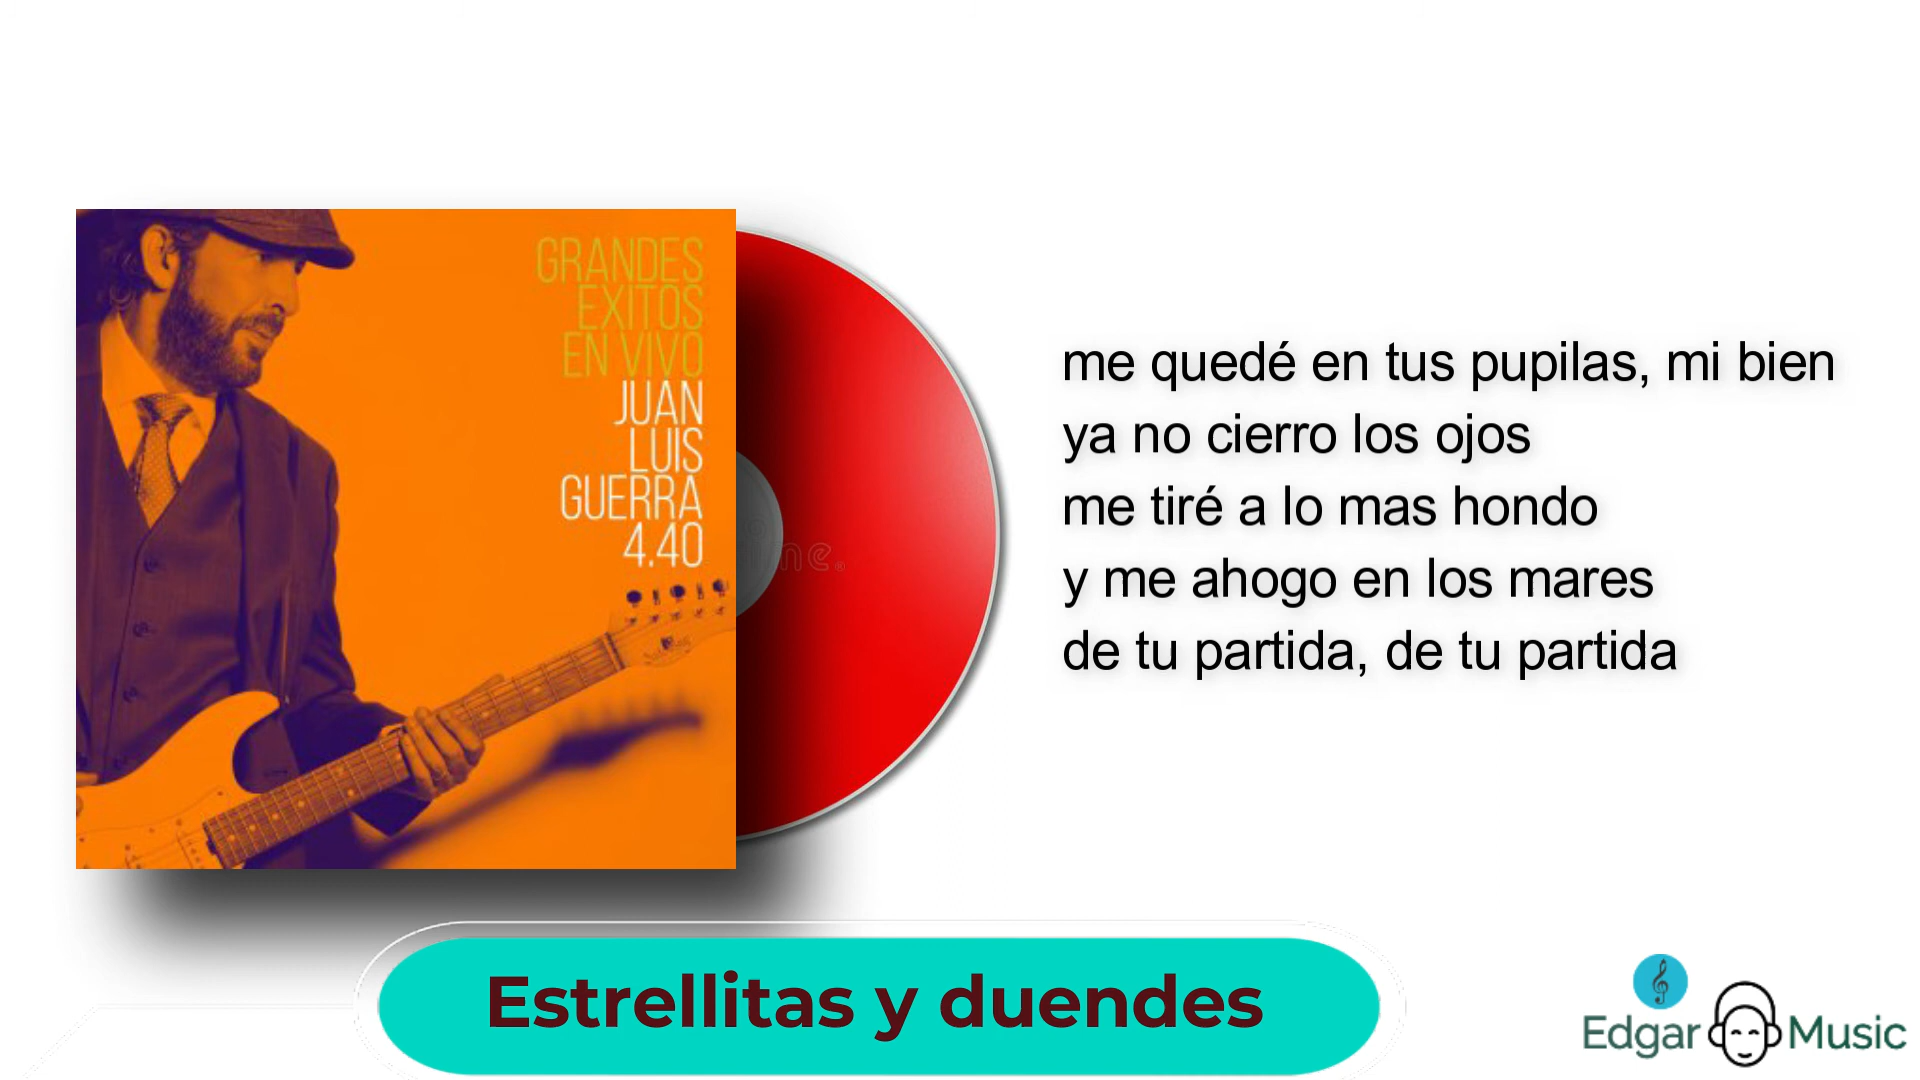 GRANDES
EXITOS
EN VIVO
JUAN
LUIS
GUERRA
4.40
me quedé en tus pupilas, mi bien
ya no cierro los ojos
me tiré a lo mas hondo
y me ahogo en los mares
de tu partida, de tu partida
Estrellitas y duendes
Edgar Music